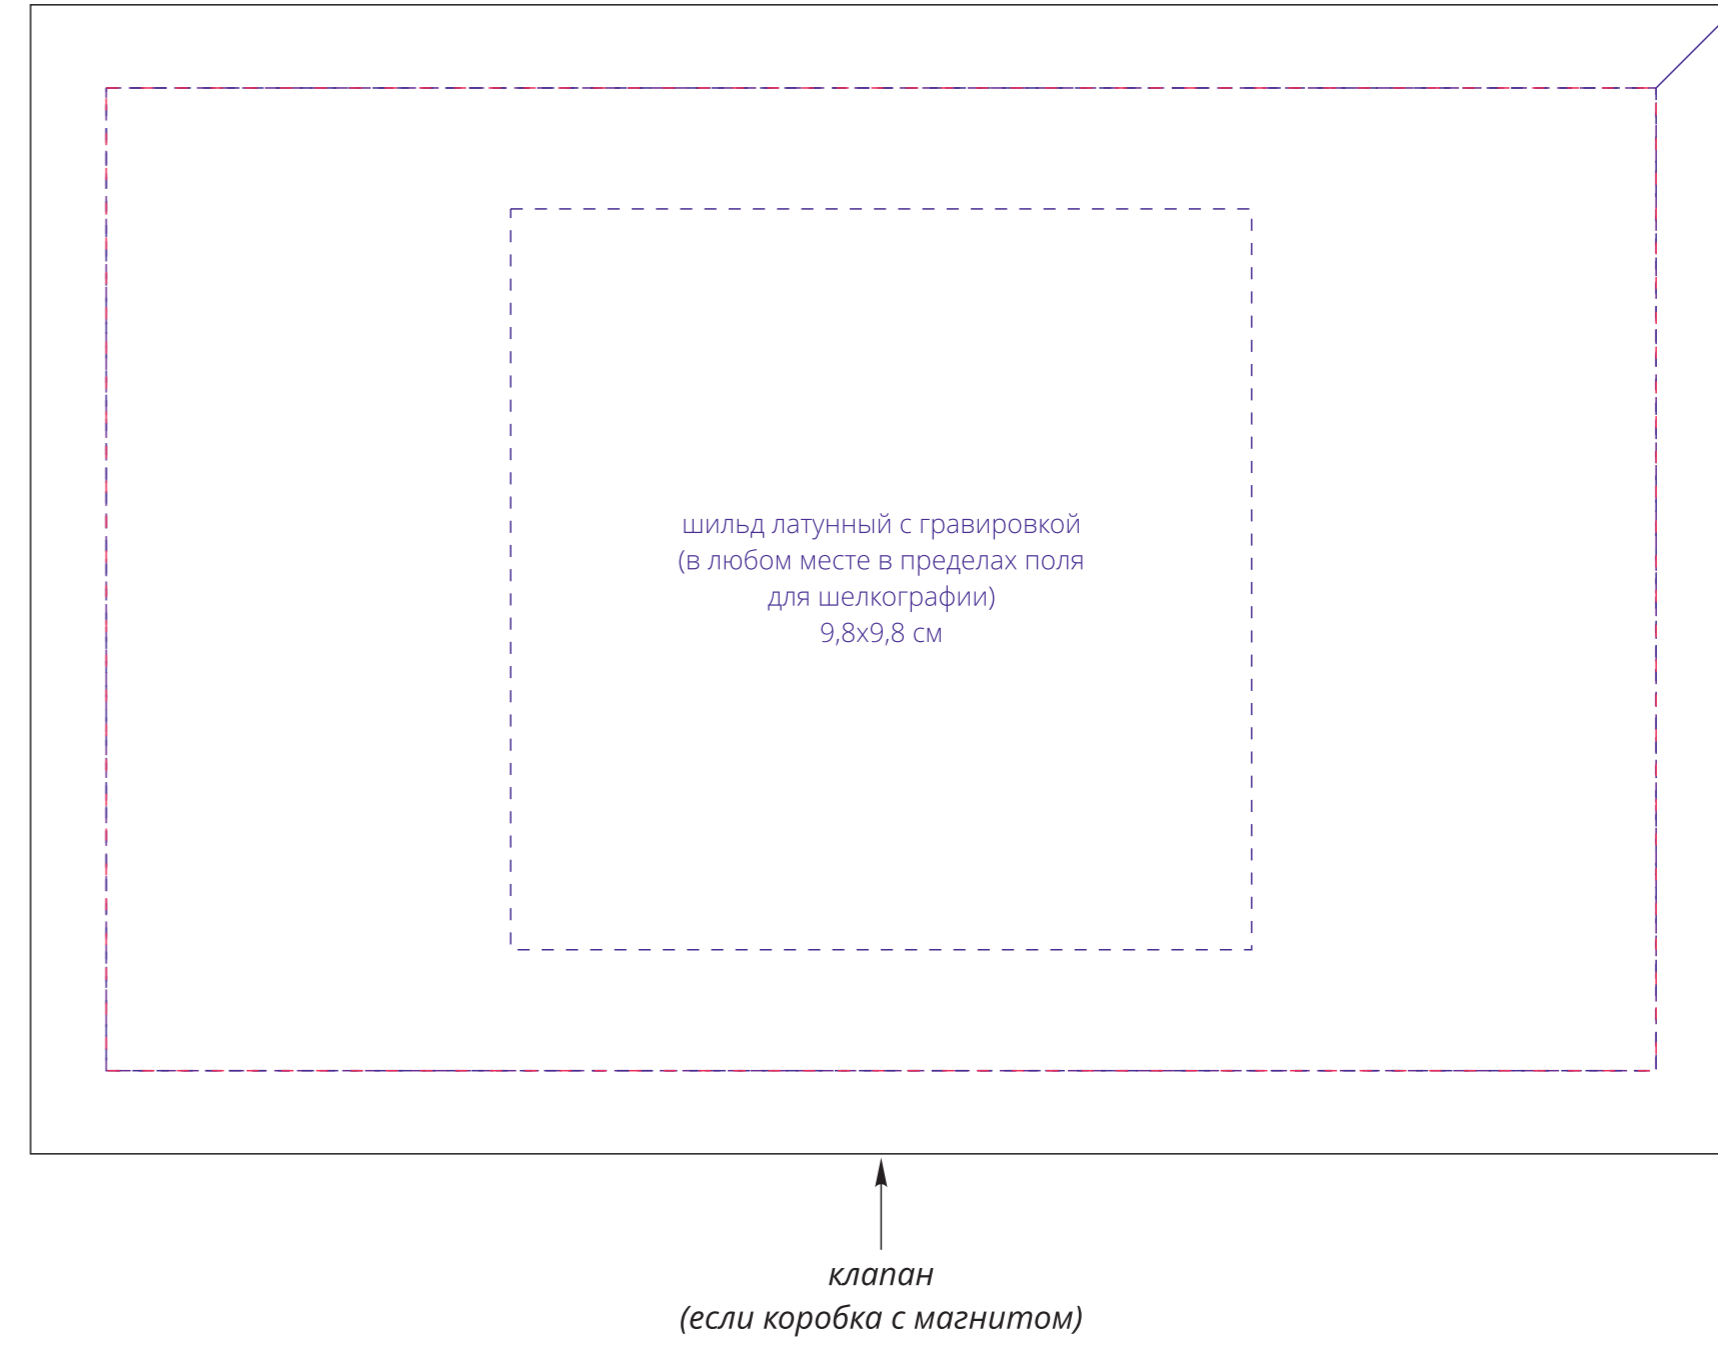 шильд латунный с гравировкой
(в любом месте в пределах поля
для шелкографии)
9,8х9,8 см
клапан
(если коробка с магнитом)